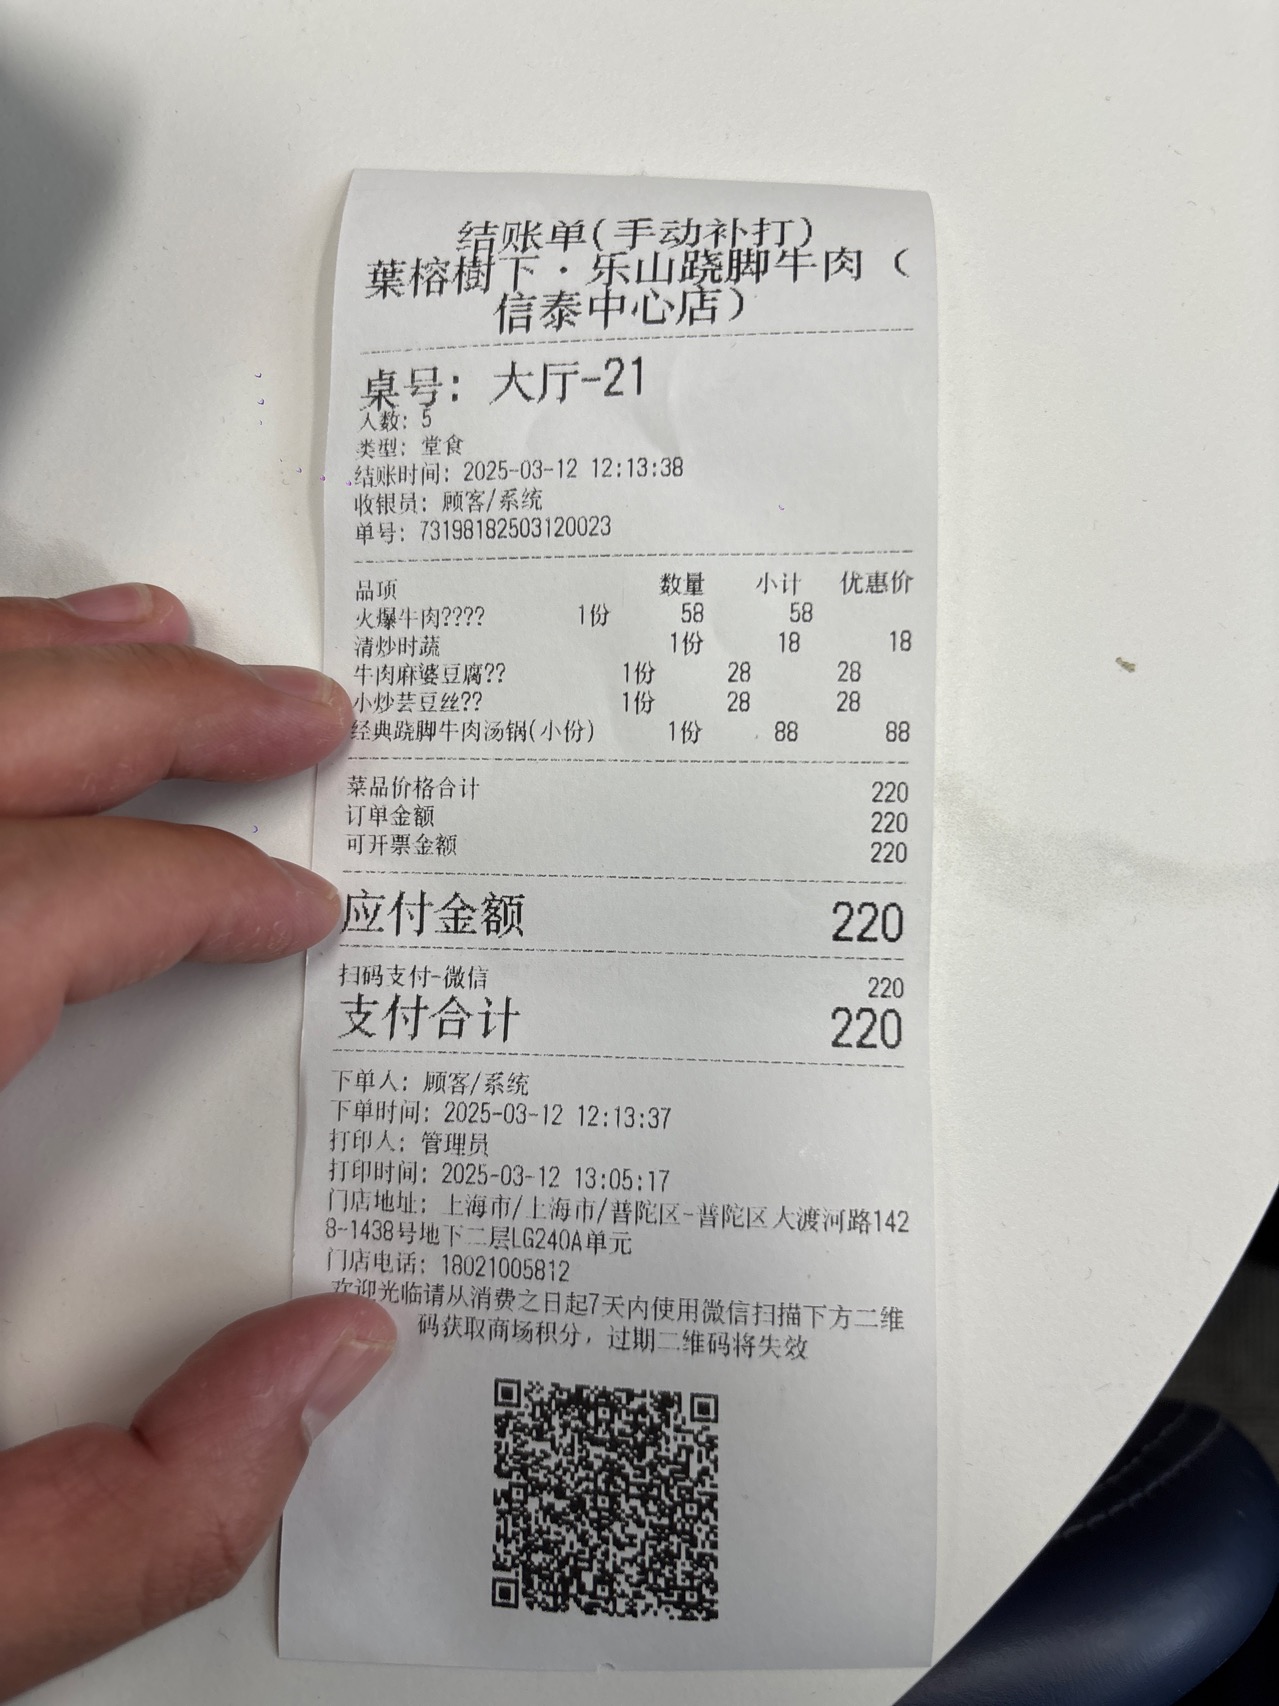 结账单(手动补打)
葉榕樹下·乐山跷脚牛肉（
信泰中心店）
桌号: 大厅-21
人数: 5
类型: 堂食
结账时间: 2025-03-12 12:13:38
收银员: 顾客/系统
单号: 73198182503120023
品项 数量 小计 优惠价
火爆牛肉???? 1份 58 58
清炒时蔬 1份 18 18
牛肉麻婆豆腐?? 1份 28 28
小炒芸豆丝?? 1份 28 28
经典跷脚牛肉汤锅(小份) 1份 88 88
菜品价格合计 220
订单金额 220
可开票金额 220
应付金额 220
扫码支付-微信 220
支付合计 220
下单人: 顾客/系统
下单时间: 2025-03-12 12:13:37
打印人: 管理员
打印时间: 2025-03-12 13:05:17
门店地址: 上海市/上海市/普陀区-普陀区大渡河路142
8-1438号地下二层LG240A单元
门店电话: 18021005812
欢迎光临请从消费之日起7天内使用微信扫描下方二维
码获取商场积分，过期二维码将失效